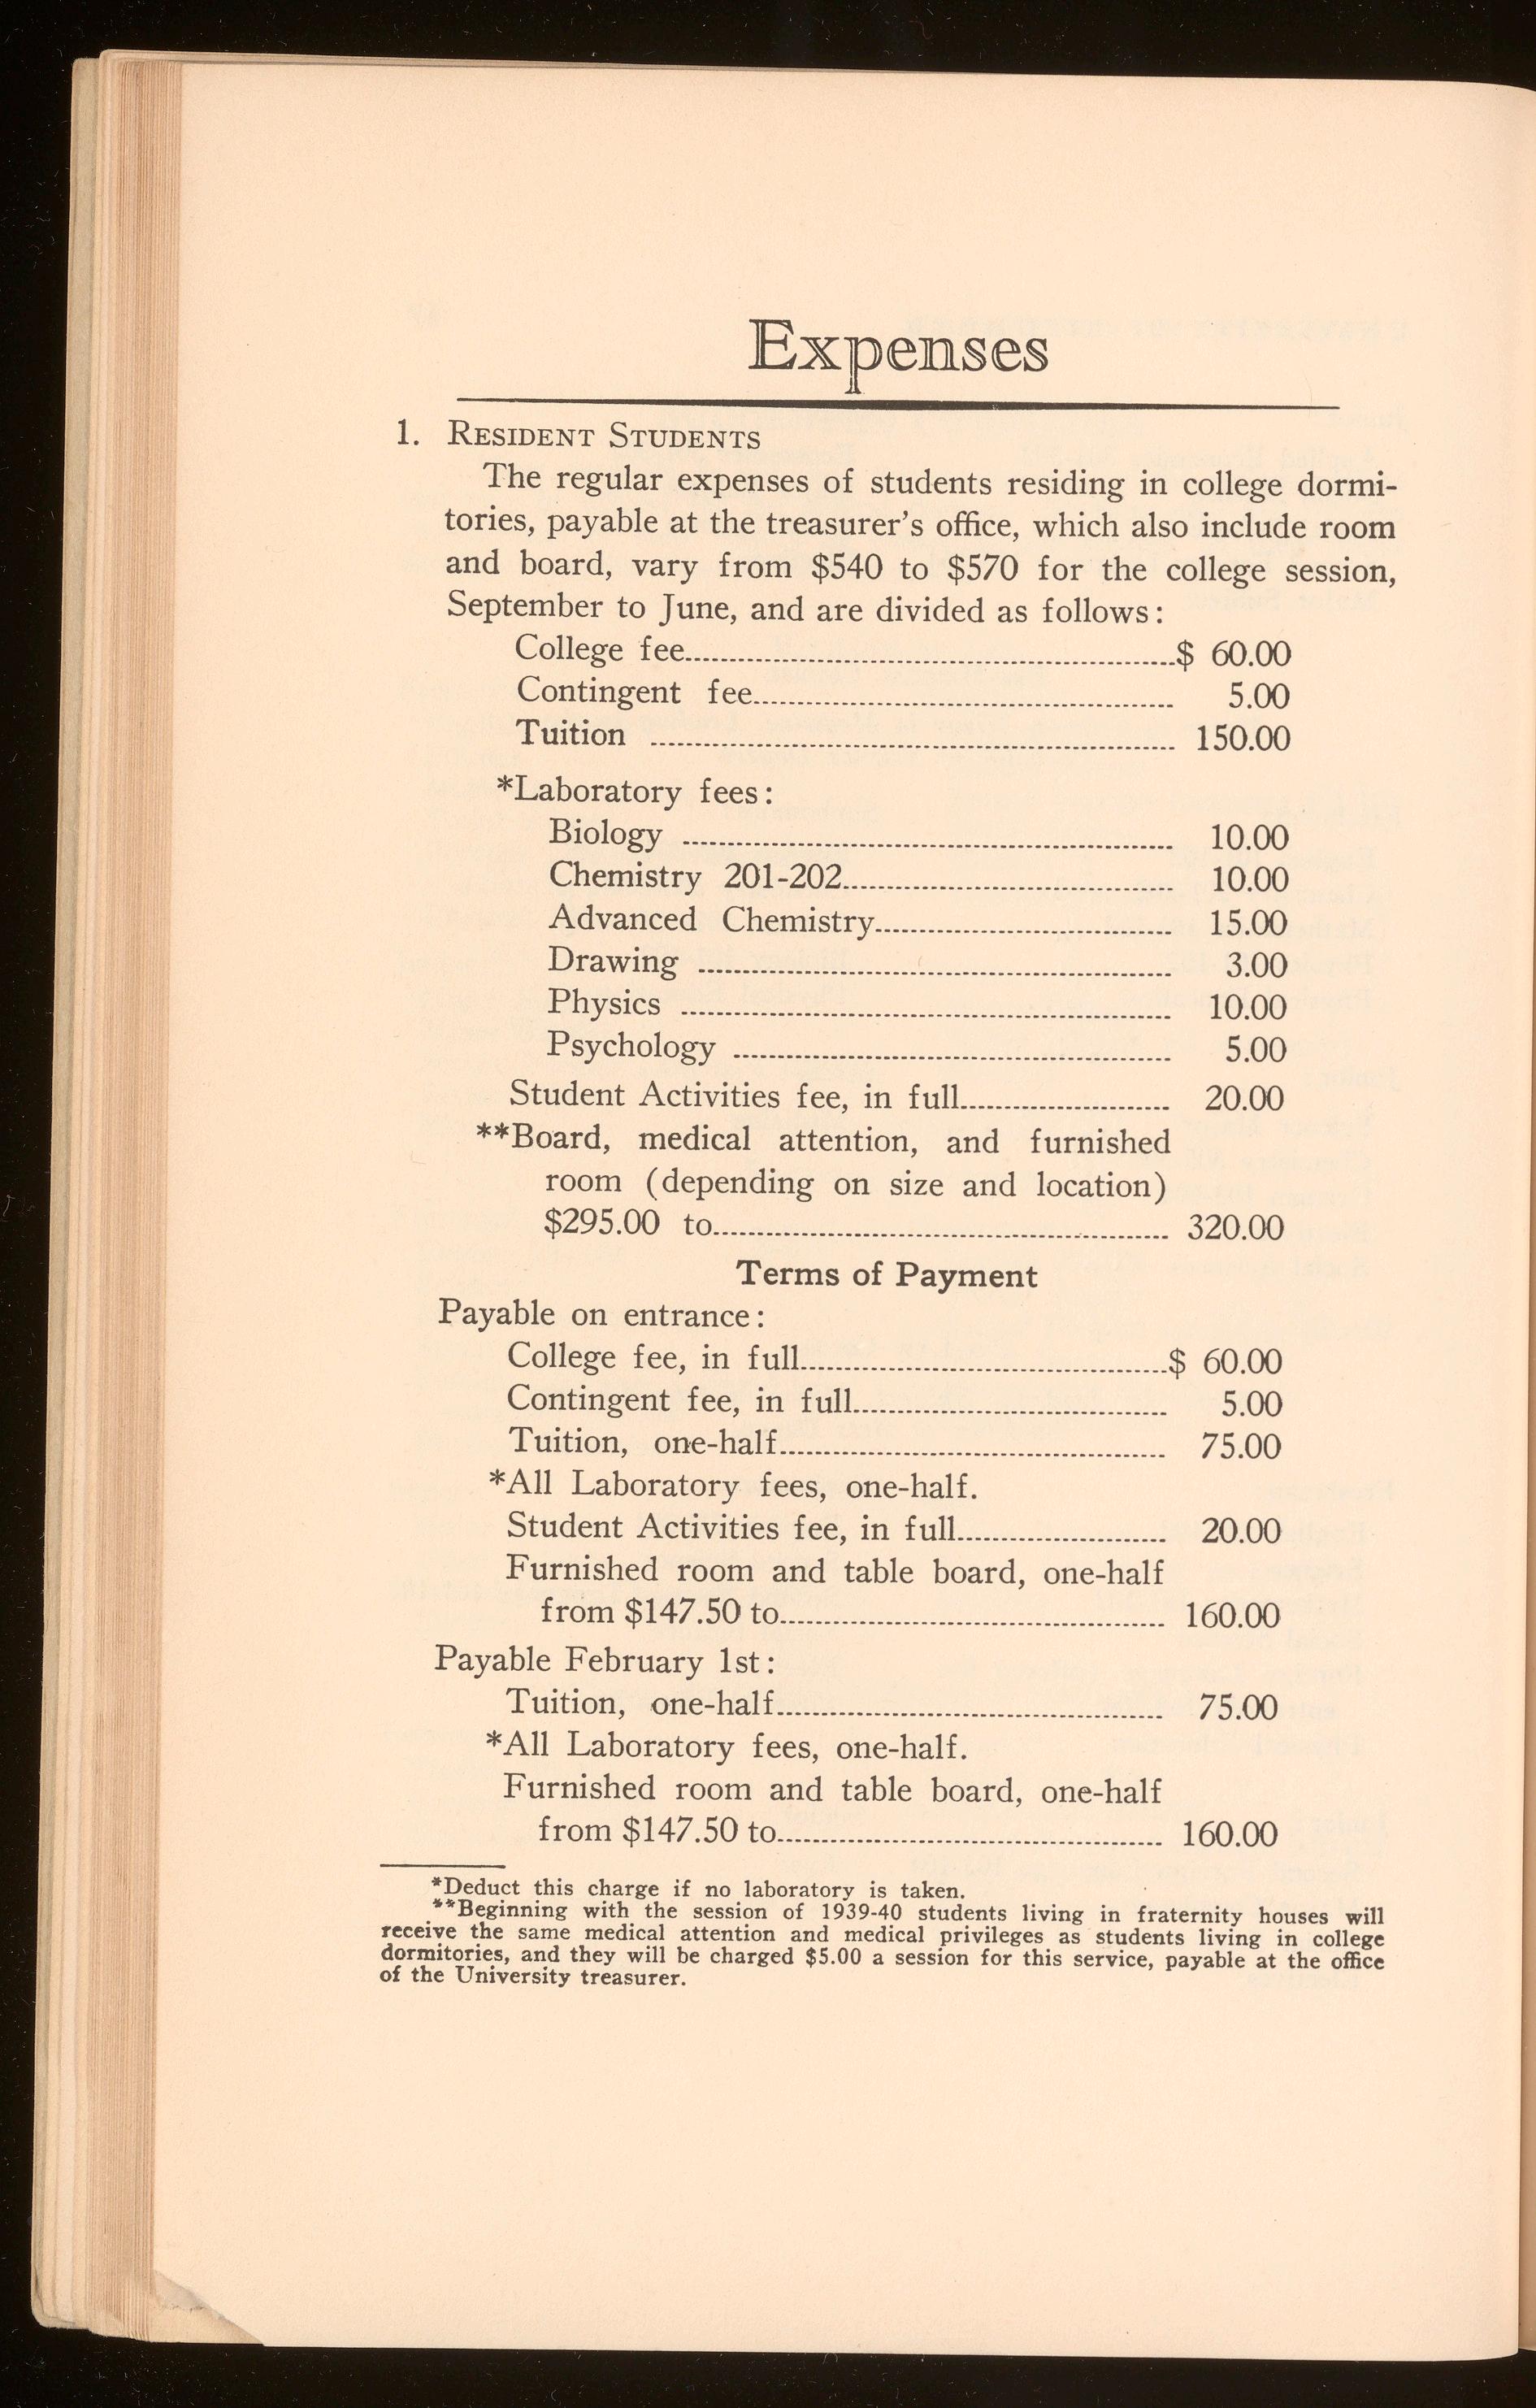 Expenses
1. RESIDENT STUDENTS
The regular expenses of students residing in college dormi-
tories, payable at the treasurer's office, which also include room
and board, vary from $540 to $570 for the college session,
September to June, and are divided as follows:
College fee....................$ 60.00
Contingent fee.................... 5.00
Tuition .................... 150.00
*Laboratory fees:
Biology .................... 10.00
Chemistry 201-202.................... 10.00
Advanced Chemistry.................... 15.00
Drawing .................... 3.00
Physics .................... 10.00
Psychology .................... 5.00
Student Activities fee, in full.................... 20.00
**Board, medical attention, and furnished
room (depending on size and location)
$295.00 to.................... 320.00
Terms of Payment
Payable on entrance:
College fee, in full....................$ 60.00
Contingent fee, in full.................... 5.00
Tuition, one-half.................... 75.00
*All Laboratory fees, one-half.
Student Activities fee, in full.................... 20.00
Furnished room and table board, one-half
from $147.50 to.................... 160.00
Payable February 1st:
Tuition, one-half.................... 75.00
*All Laboratory fees, one-half.
Furnished room and table board, one-half
from $147.50 to.................... 160.00
*Deduct this charge if no laboratory is taken.
**Beginning with the session of 1939-40 students living in fraternity houses will
receive the same medical attention and medical privileges as students living in college
dormitories, and they will be charged $5.00 a session for this service, payable at the office
of the University treasurer.